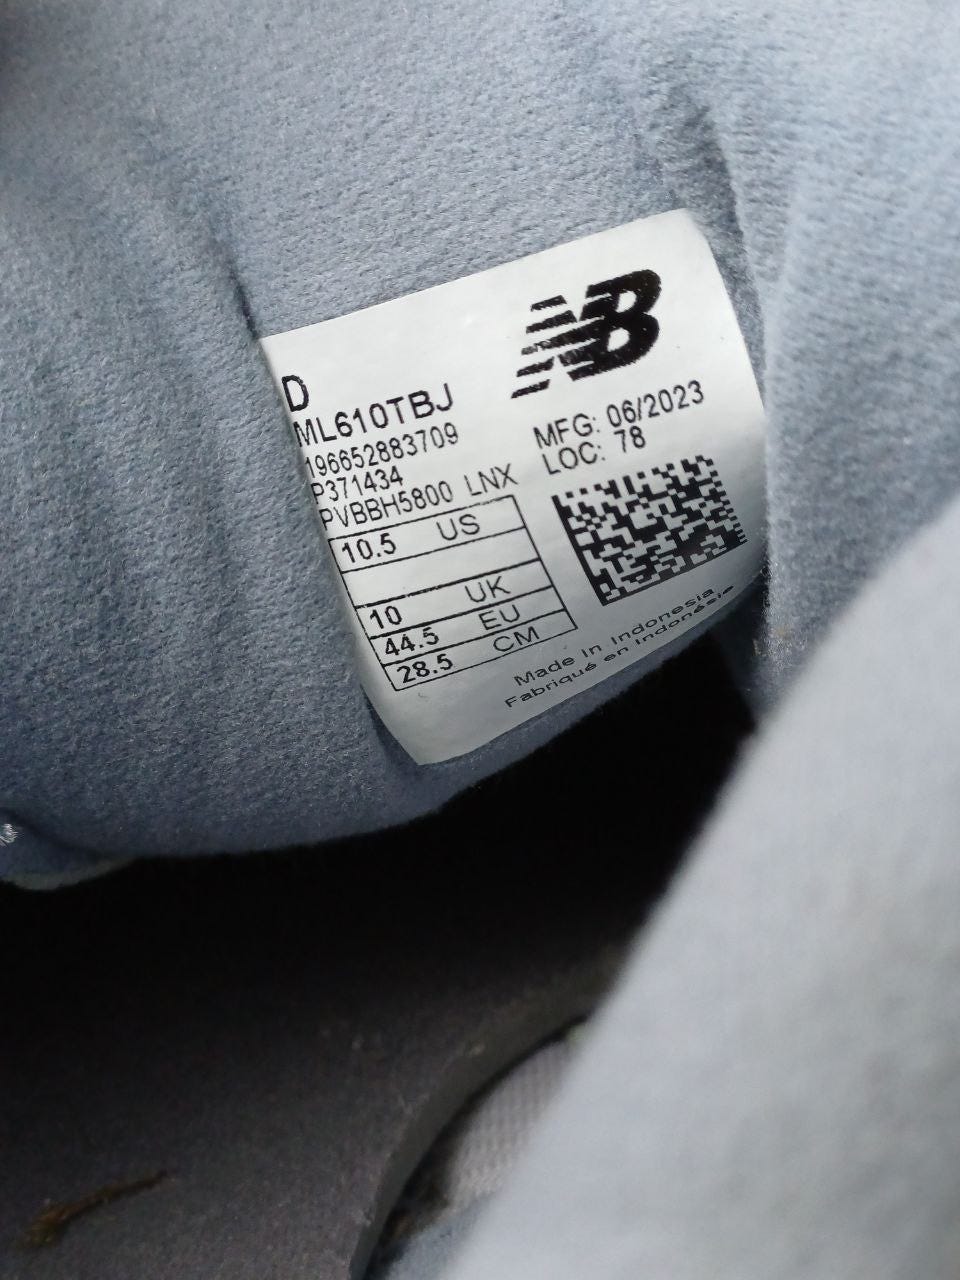 NB
D
ML610TBJ
196652883709
P371434
PVBBH5800 LNX
MFG: 06/2023
LOC: 78
10.5 US
10 UK
44.5 EU
28.5 CM
Made in Indonesia
Fabriqué en Indonésie